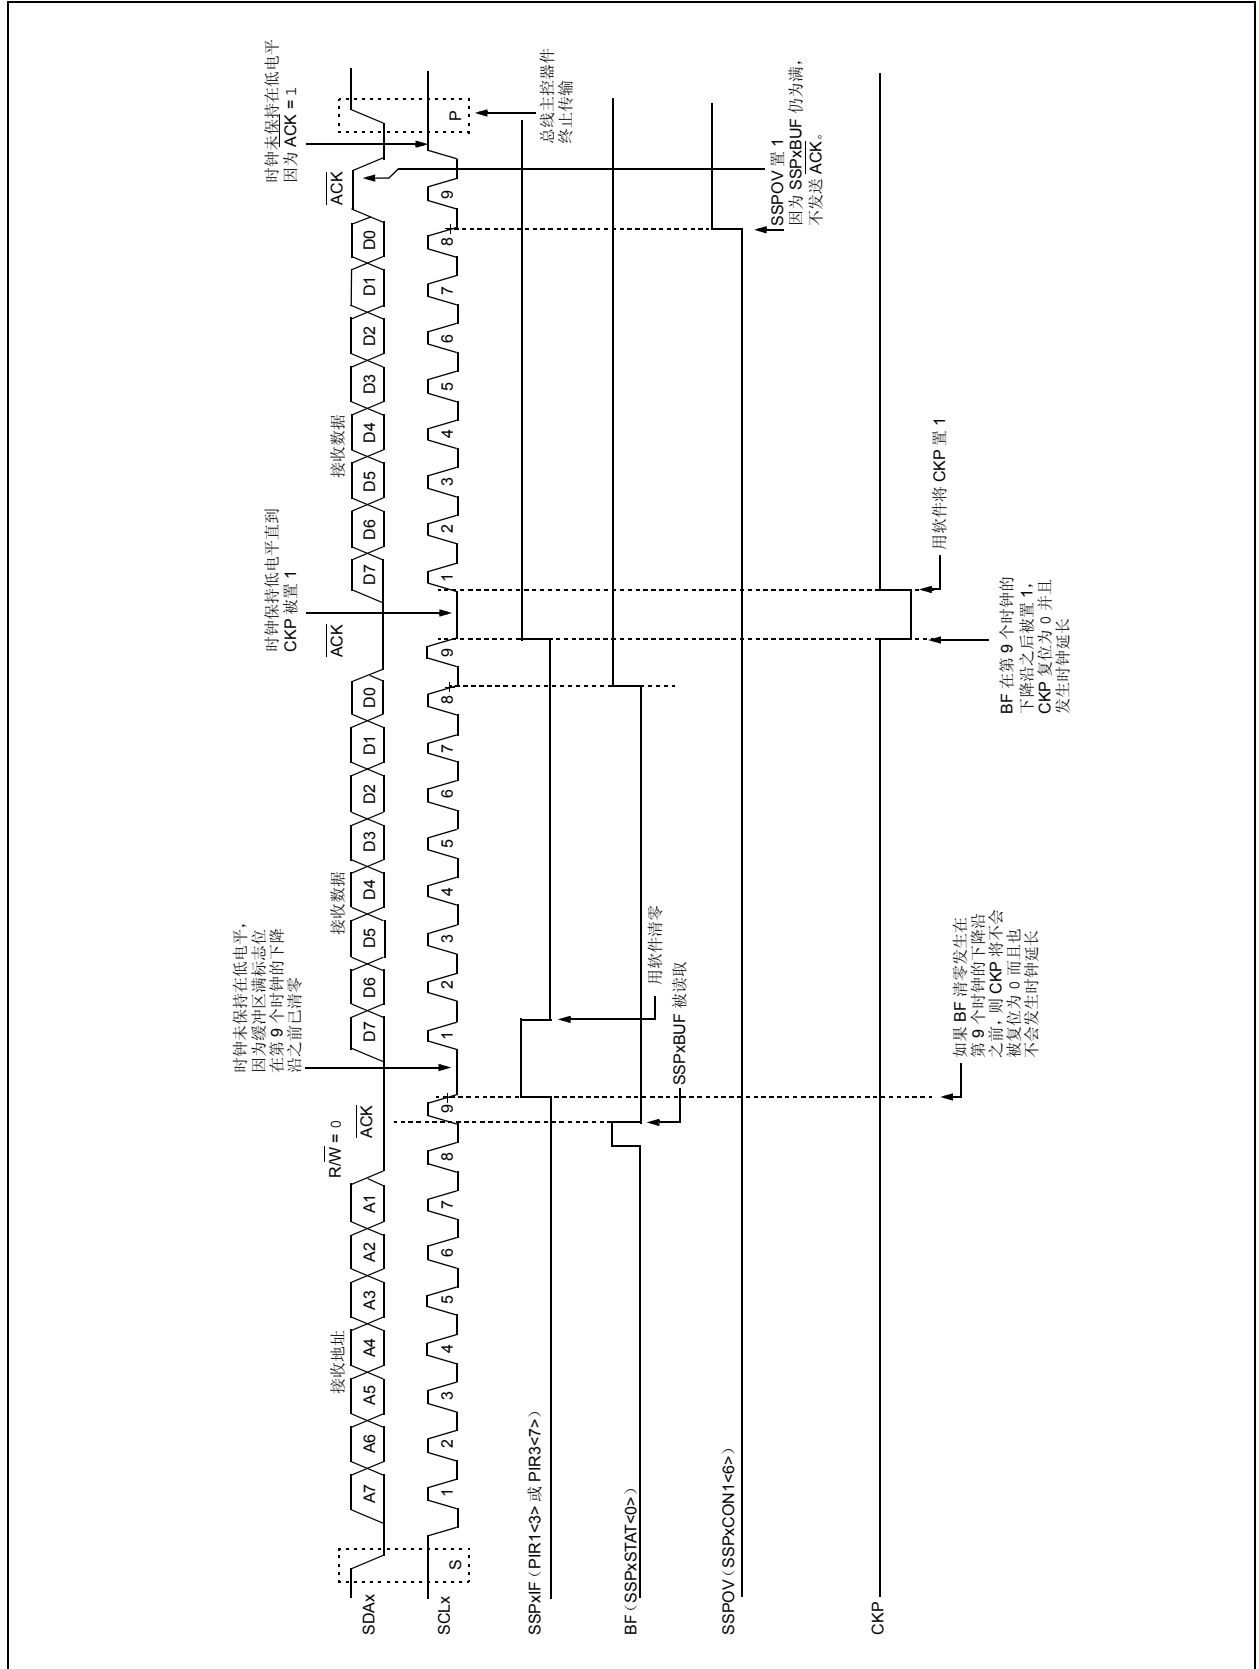 SDAx
S
接收地址
A7 A6 A5 A4 A3 A2 A1
R/W = 0
ACK
接收数据
D7 D6 D5 D4 D3 D2 D1 D0
ACK
接收数据
D7 D6 D5 D4 D3 D2 D1 D0
ACK
P
时钟未保持在低电平,
因为缓冲区满标志位
在第 9 个时钟的下降
沿之前已清零
时钟保持低电平直到
CKP 被置 1
时钟未保持在低电平
因为 ACK = 1
SCLx
1 2 3 4 5 6 7 8 9
1 2 3 4 5 6 7 8 9
1 2 3 4 5 6 7 8 9
总线主控器件
终止传输
SSPxIF（PIR1<3> 或 PIR3<7>）
用软件清零
BF（SSPxSTAT<0>）
SSPxBUF 被读取
SSPOV（SSPxCON1<6>）
SSPOV 置 1
因为 SSPxBUF 仍为满,
不发送 ACK。
CKP
如果 BF 清零发生在
第 9 个时钟的下降沿
之前, 则 CKP 将不会
被复位为 0 而且也
不会发生时钟延长
BF 在第 9 个时钟的
下降沿之后被置 1,
CKP 复位为 0 并且
发生时钟延长
用软件将 CKP 置 1